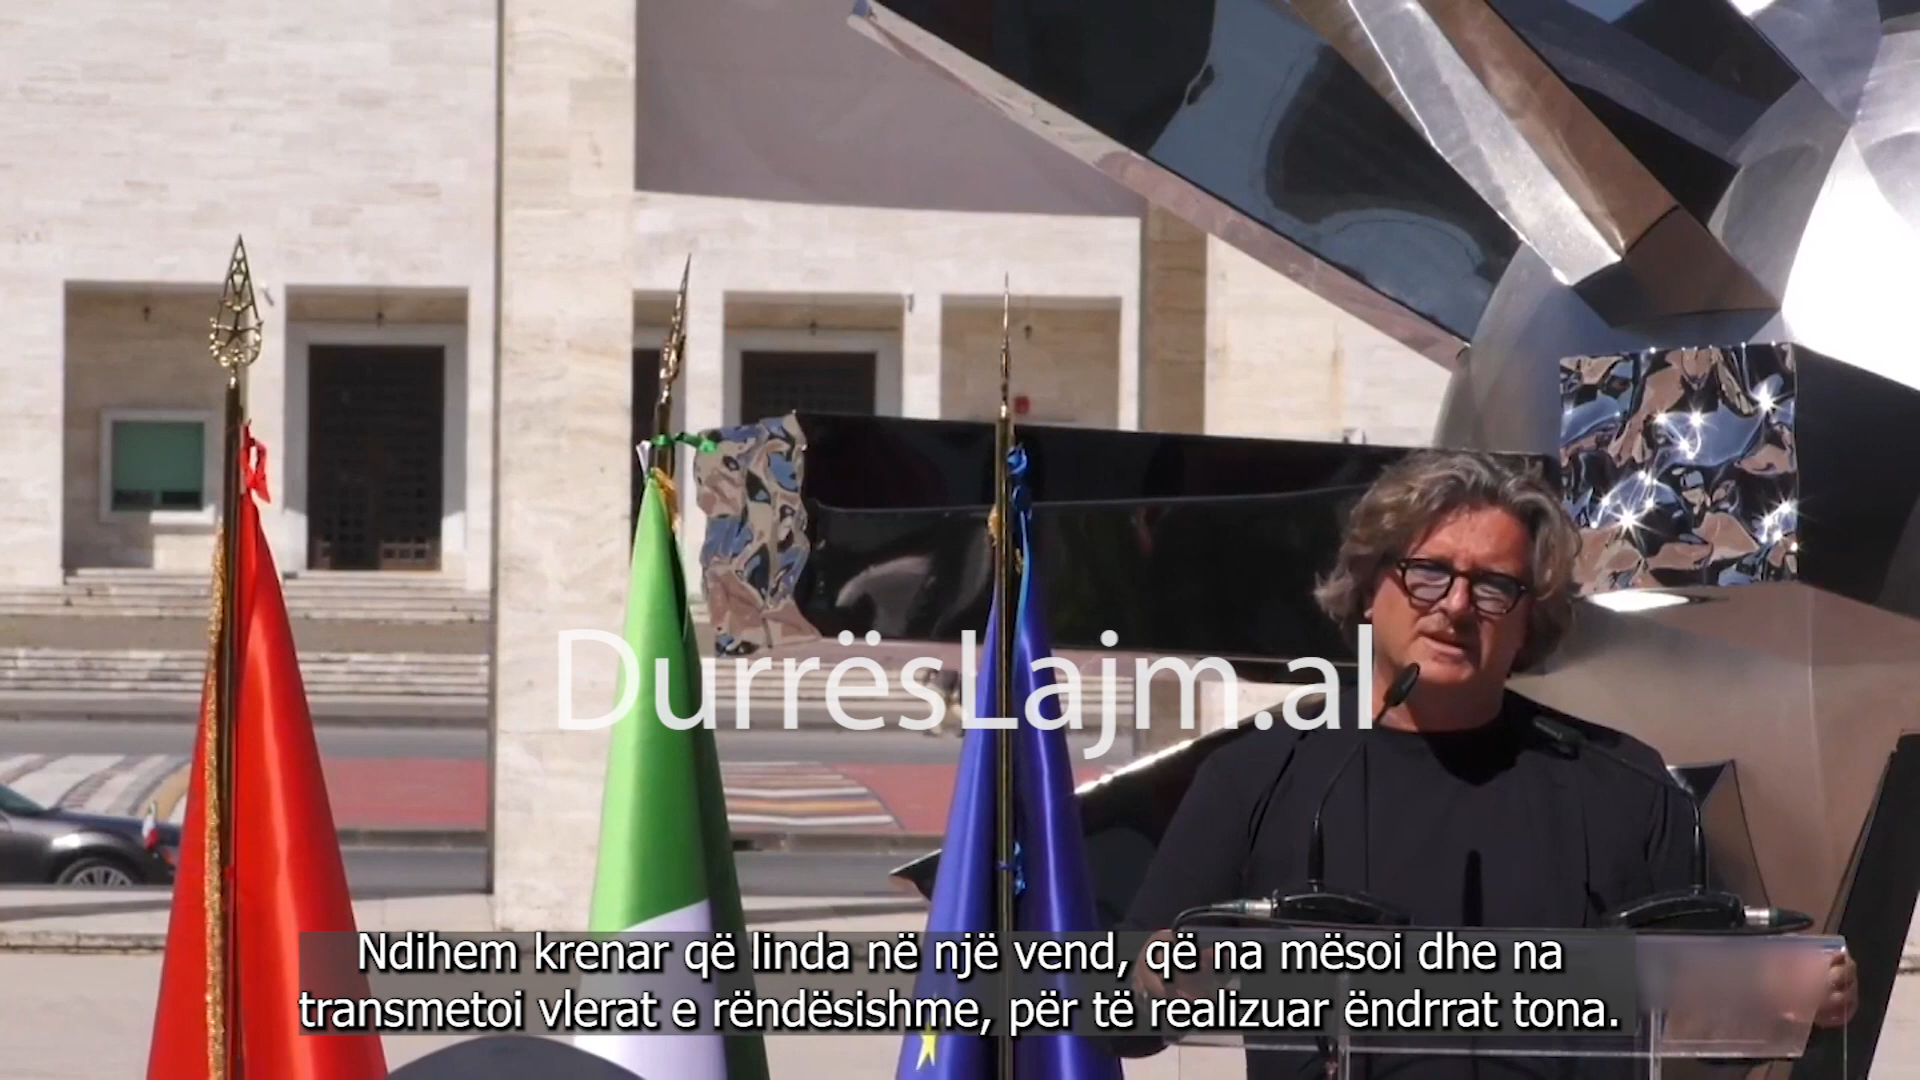 DurrësLajm.al
Ndihem krenar që linda në një vend, që na mësoi dhe na
transmetoi vlerat e rëndësishme, për të realizuar ëndrrat tona.